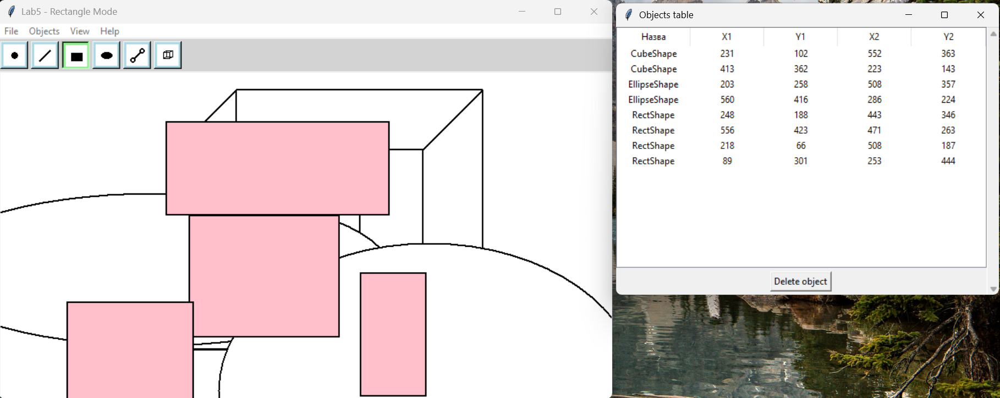 Lab5 - Rectangle Mode
File Objects View Help
Objects table
Назва X1 Y1 X2 Y2
CubeShape 231 102 552 363
CubeShape 413 362 223 143
EllipseShape 203 258 508 357
EllipseShape 560 416 286 224
RectShape 248 188 443 346
RectShape 556 423 471 263
RectShape 218 66 508 187
RectShape 89 301 253 444
Delete object